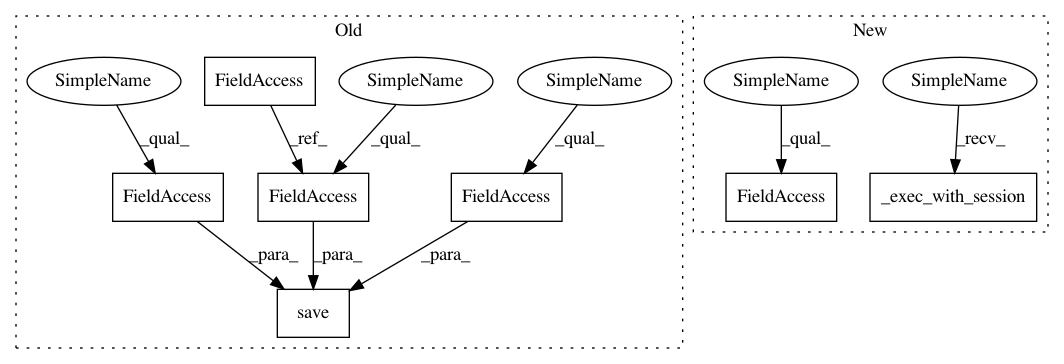 Old
New
SimpleName
FieldAccess
SimpleName
SimpleName
SimpleName
SimpleName
_qual_
_ref_
_qual_
_qual_
_qual_
_recv_
FieldAccess
FieldAccess
FieldAccess
FieldAccess
_exec_with_session
_para_
_para_
_para_
save